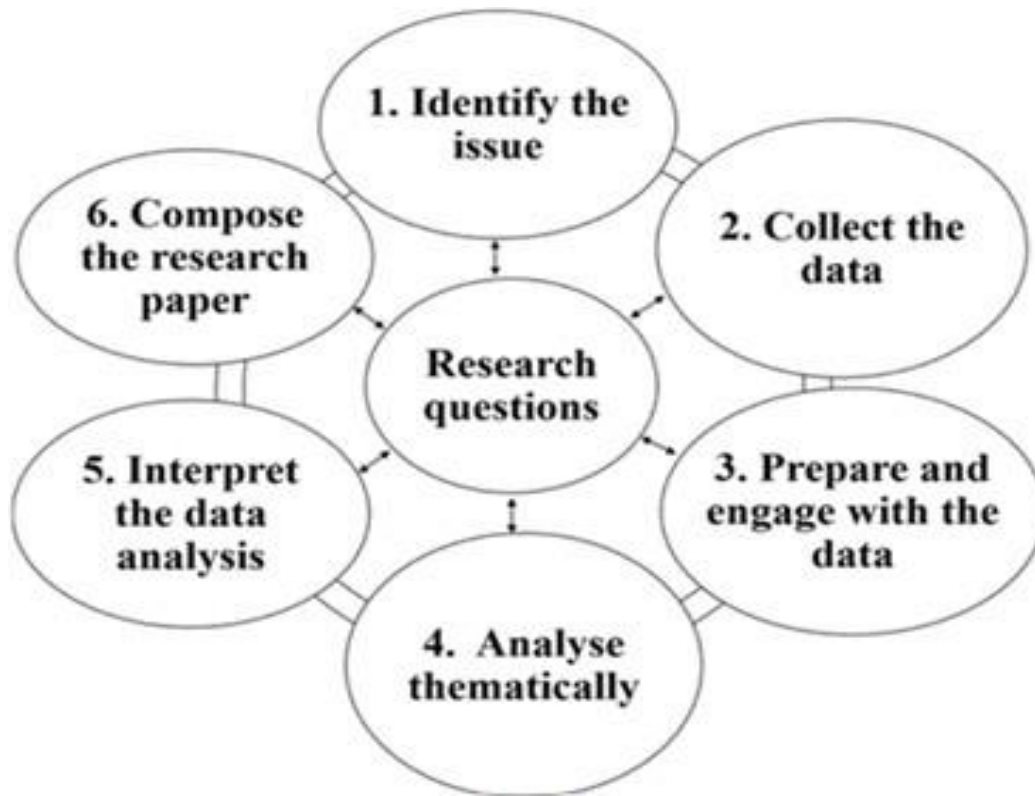 1. Identify the
issue
2. Collect the
data
3. Prepare and
engage with the
data
4. Analyse
thematically
5. Interpret
the data
analysis
6. Compose
the research
paper
Research
questions